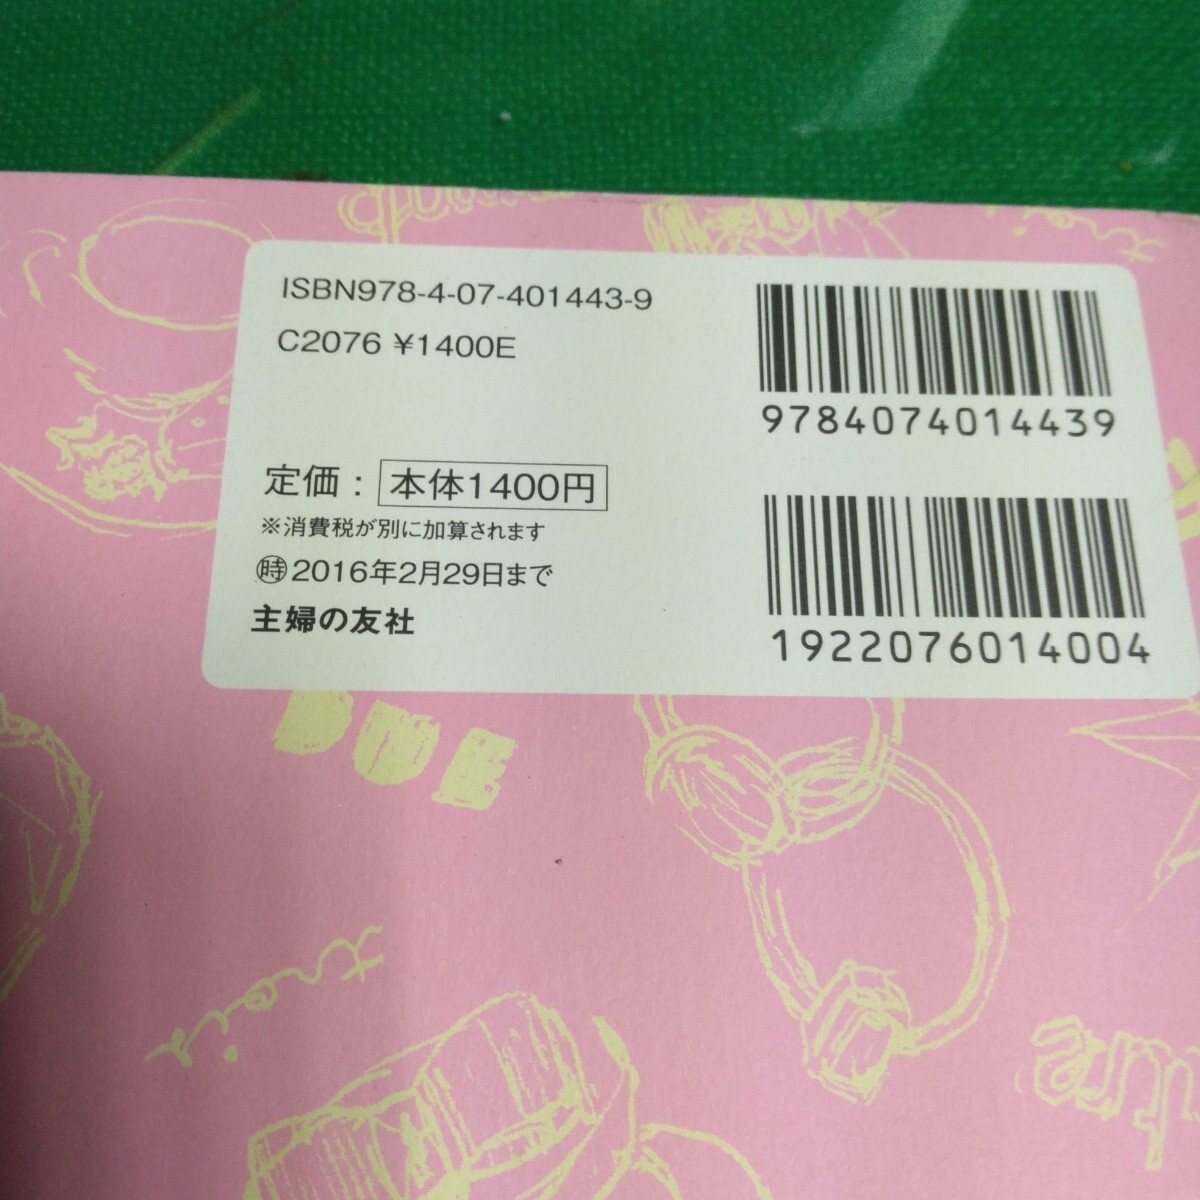 ISBN978-4-07-401443-9
C2076 ¥1400E
9784074014439
定価： 本体1400円
※消費税が別に加算されます
㊕2016年2月29日まで
主婦の友社
1922076014004
trois